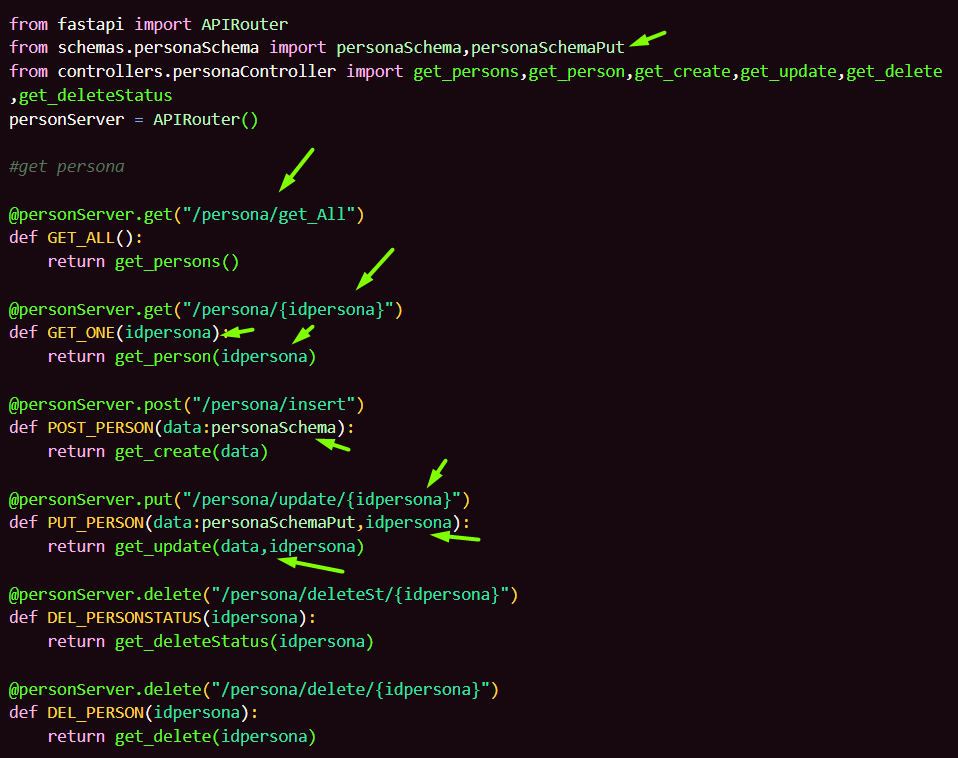 from fastapi import APIRouter
from schemas.personaSchema import personaSchema,personaSchemaPut
from controllers.personaController import get_persons,get_person,get_create,get_update,get_delete
,get_deleteStatus
personServer = APIRouter()
#get persona
@personServer.get("/persona/get_All")
def GET_ALL():
    return get_persons()
@personServer.get("/persona/{idpersona}")
def GET_ONE(idpersona):
    return get_person(idpersona)
@personServer.post("/persona/insert")
def POST_PERSON(data:personaSchema):
    return get_create(data)
@personServer.put("/persona/update/{idpersona}")
def PUT_PERSON(data:personaSchemaPut,idpersona):
    return get_update(data,idpersona)
@personServer.delete("/persona/deleteSt/{idpersona}")
def DEL_PERSONSTATUS(idpersona):
    return get_deleteStatus(idpersona)
@personServer.delete("/persona/delete/{idpersona}")
def DEL_PERSON(idpersona):
    return get_delete(idpersona)